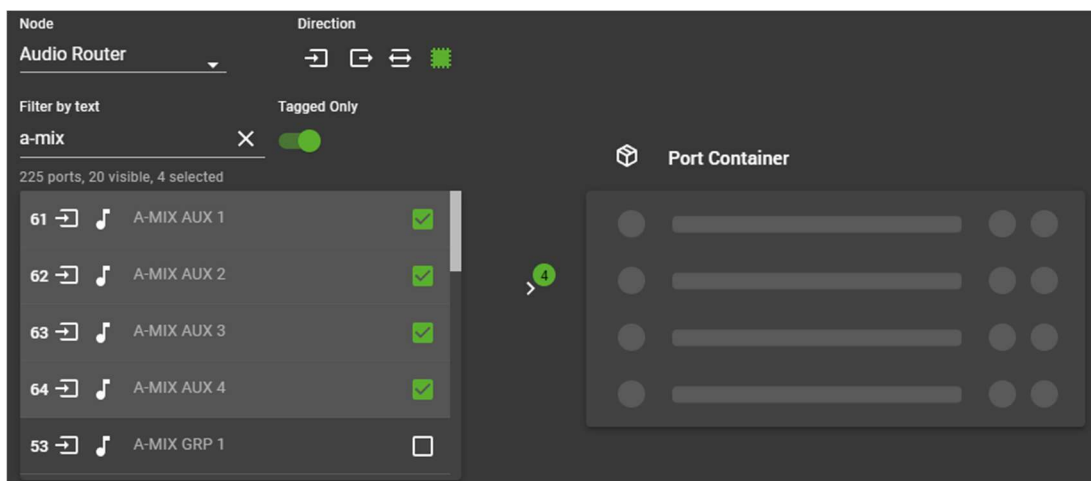 Node
Direction
Audio Router
Filter by text
Tagged Only
a-mix
225 ports, 20 visible, 4 selected
61 A-MIX AUX 1
62 A-MIX AUX 2
63 A-MIX AUX 3
64 A-MIX AUX 4
53 A-MIX GRP 1
4
Port Container